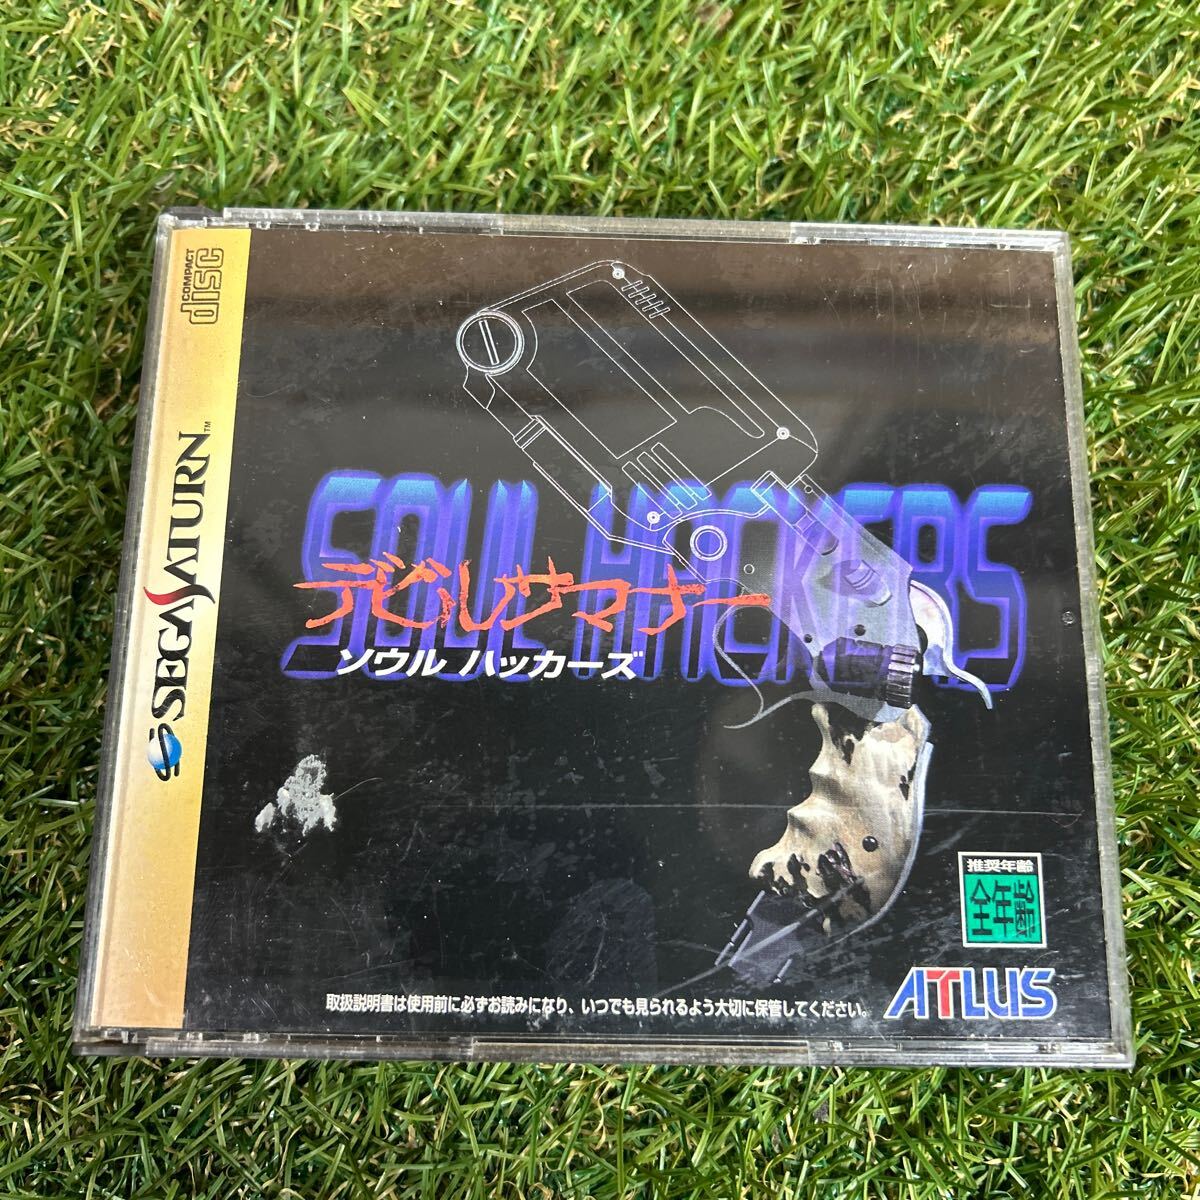 COMPACT
disc
SEGA SATURN™
SOUL HACKERS
デビルサマナー
ソウル ハッカーズ
推奨年齢
全年齢
取扱説明書は使用前に必ずお読みになり、いつでも見られるよう大切に保管してください。
ATLUS